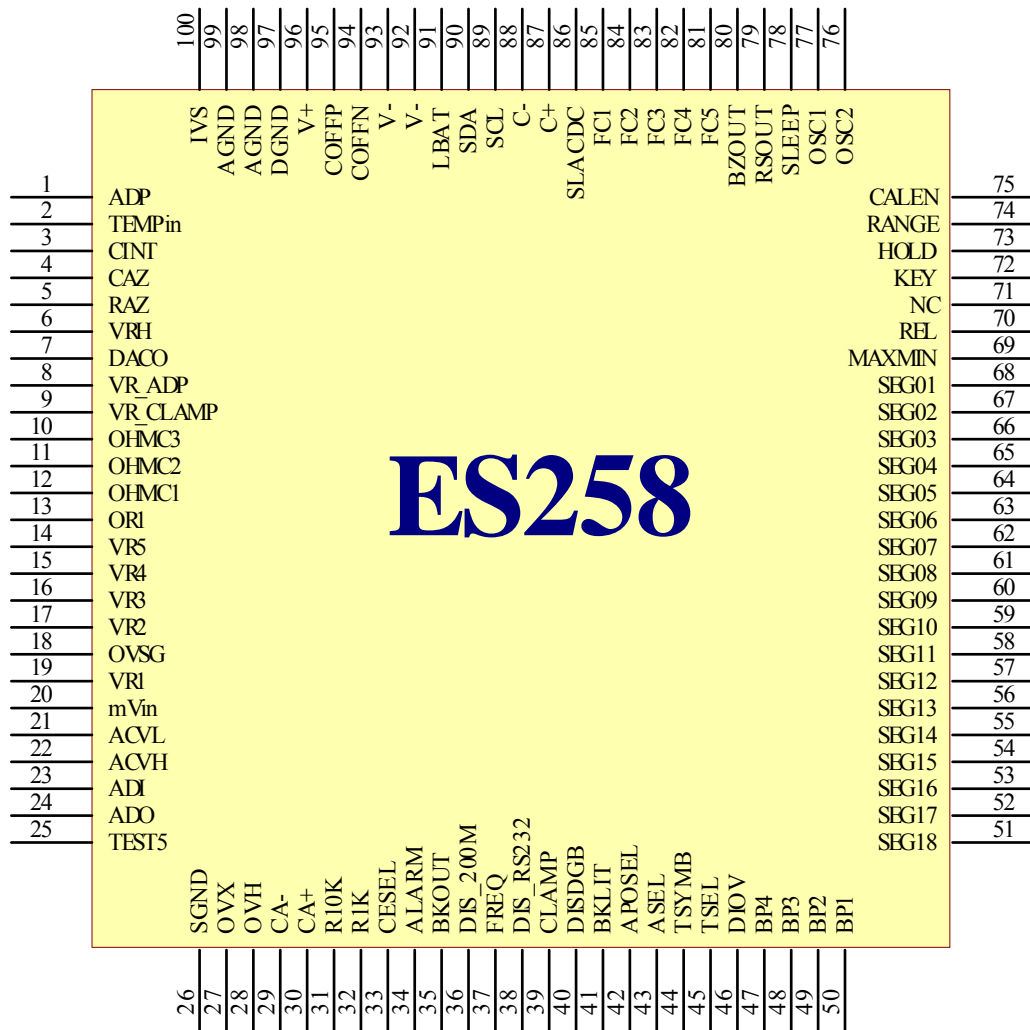 100 99 98 97 96 95 94 93 92 91 90 89 88 87 86 85 84 83 82 81 80 79 78 77 76
IVS AGND AGND DGND V+ COFFP COFFN V- V- LBAT SDA SCL C- C+ SLACDC FC1 FC2 FC3 FC4 FC5 BZOUT RSOUT SLEEP OSC1 OSC2
1 ADP CALEN 75
2 TEMPin RANGE 74
3 CINT HOLD 73
4 CAZ KEY 72
5 RAZ NC 71
6 VRH REL 70
7 DACO MAXMIN 69
8 VR_ADP SEG01 68
9 VR_CLAMP SEG02 67
10 OHMC3 SEG03 66
11 OHMC2 SEG04 65
12 OHMC1 SEG05 64
13 OR1 SEG06 63
14 VR5 SEG07 62
15 VR4 SEG08 61
16 VR3 SEG09 60
17 VR2 SEG10 59
18 OVSG SEG11 58
19 VR1 SEG12 57
20 mVin SEG13 56
21 ACVL SEG14 55
22 ACVH SEG15 54
23 ADI SEG16 53
24 ADO SEG17 52
25 TEST5 SEG18 51
ES258
SGND OVX OVH CA- CA+ R10K R1K CESEL ALARM BKOUT DIS_200M FREQ DIS_RS232 CLAMP DISDGB BKLIT APOSEL ASEL TSYMB TSEL DIOV BP4 BP3 BP2 BP1
26 27 28 29 30 31 32 33 34 35 36 37 38 39 40 41 42 43 44 45 46 47 48 49 50